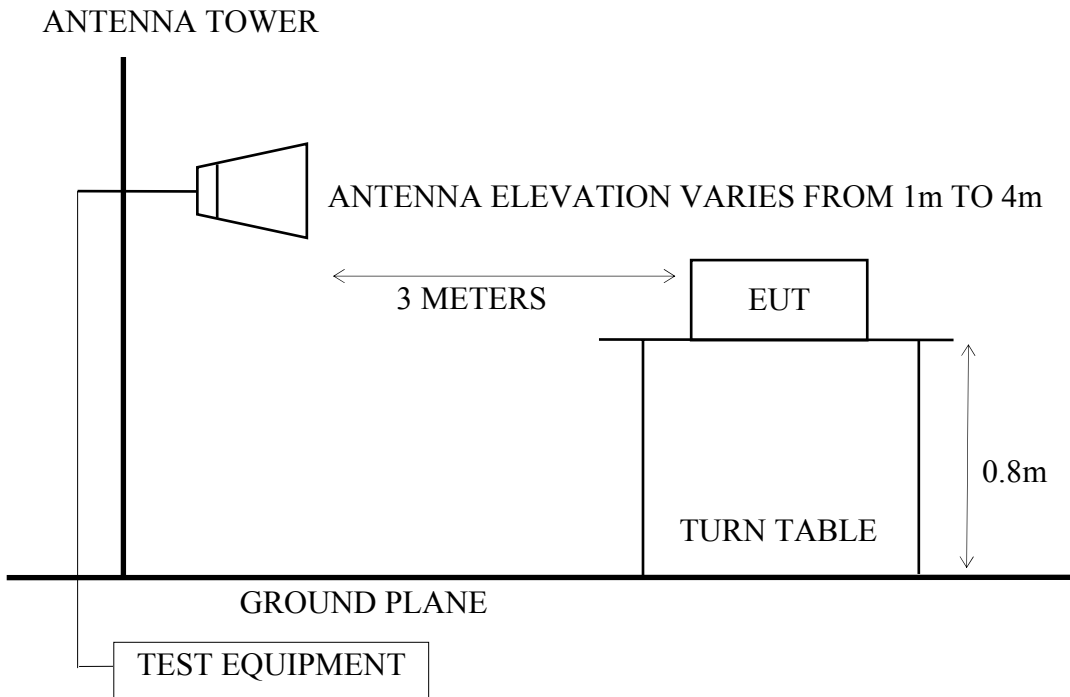 ANTENNA TOWER
ANTENNA ELEVATION VARIES FROM 1m TO 4m
3 METERS
EUT
0.8m
TURN TABLE
GROUND PLANE
TEST EQUIPMENT